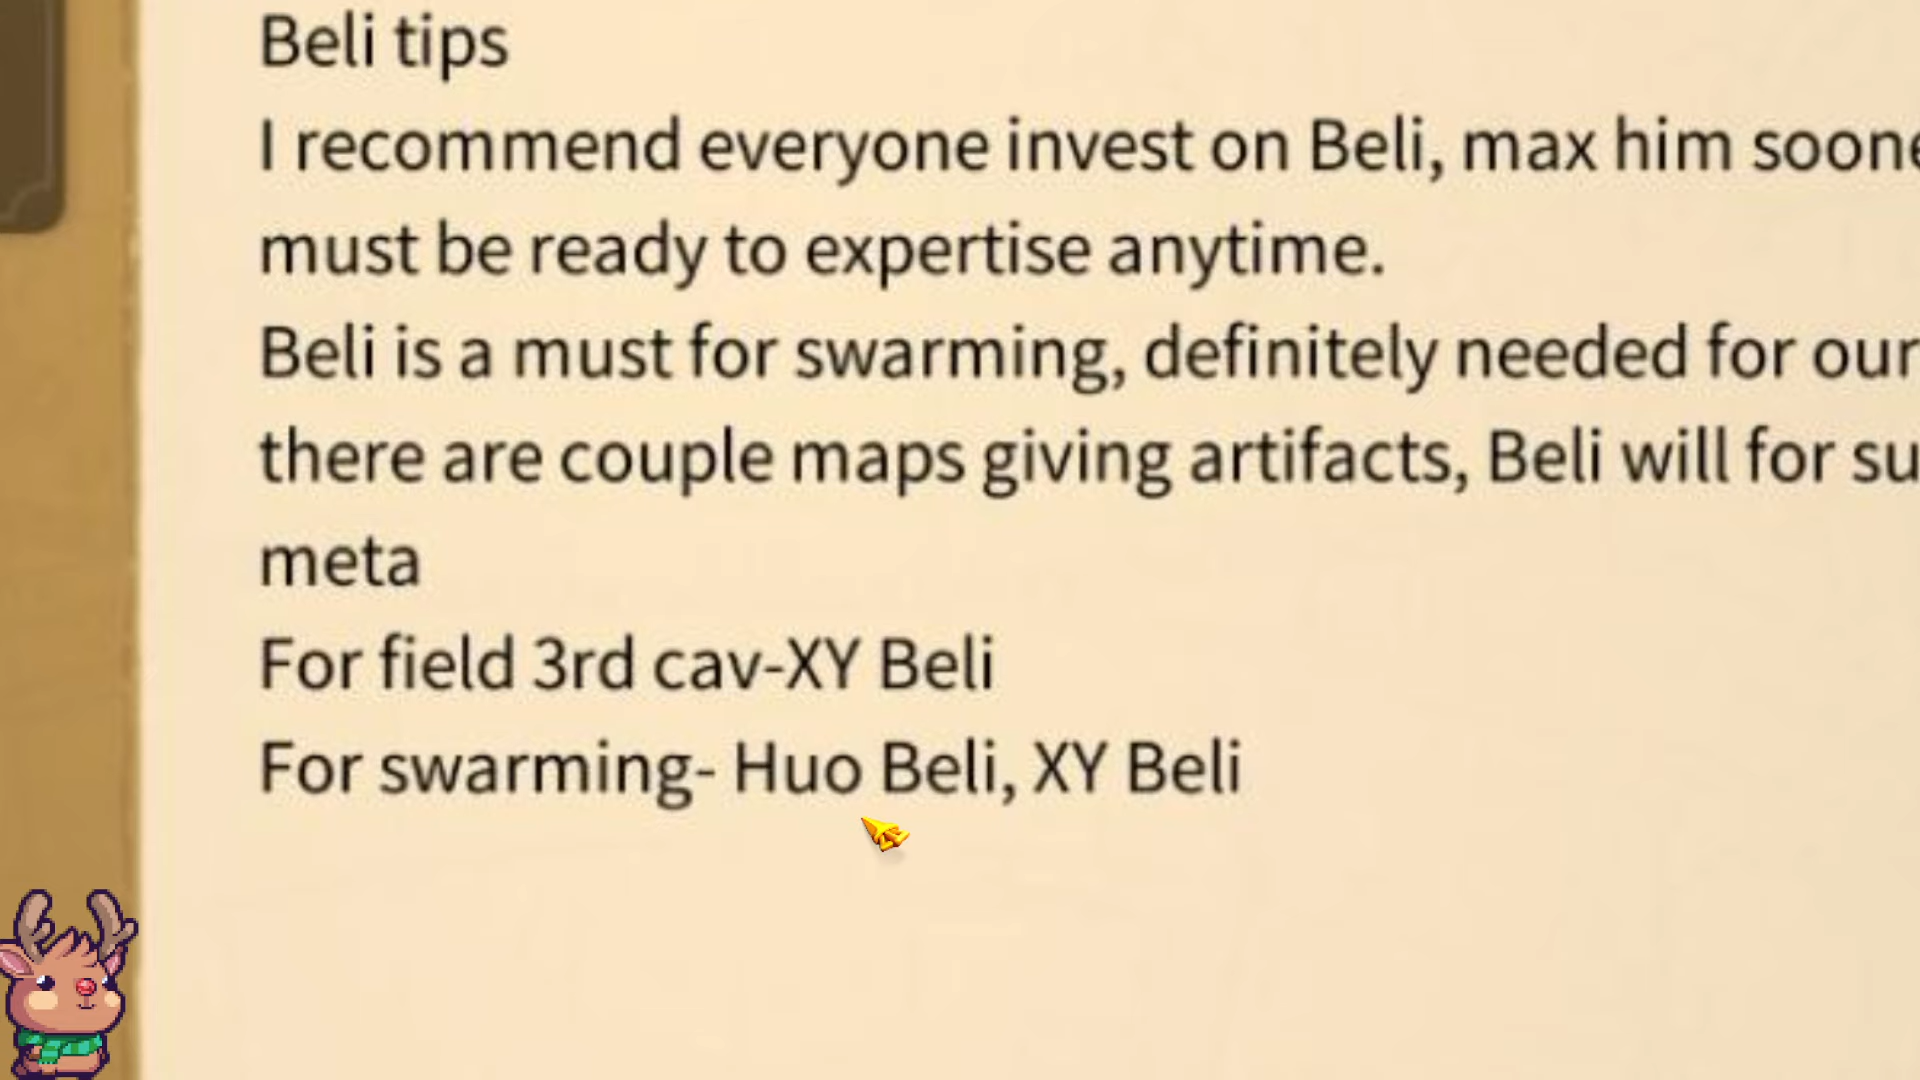 Beli tips
I recommend everyone invest on Beli, max him
must be ready to expertise anytime.
Beli is a must for swarming, definitely needed for our
there are couple maps giving artifacts, Beli will for
meta
For field 3rd cav-XY Beli
For swarming- Huo Beli, XY Beli